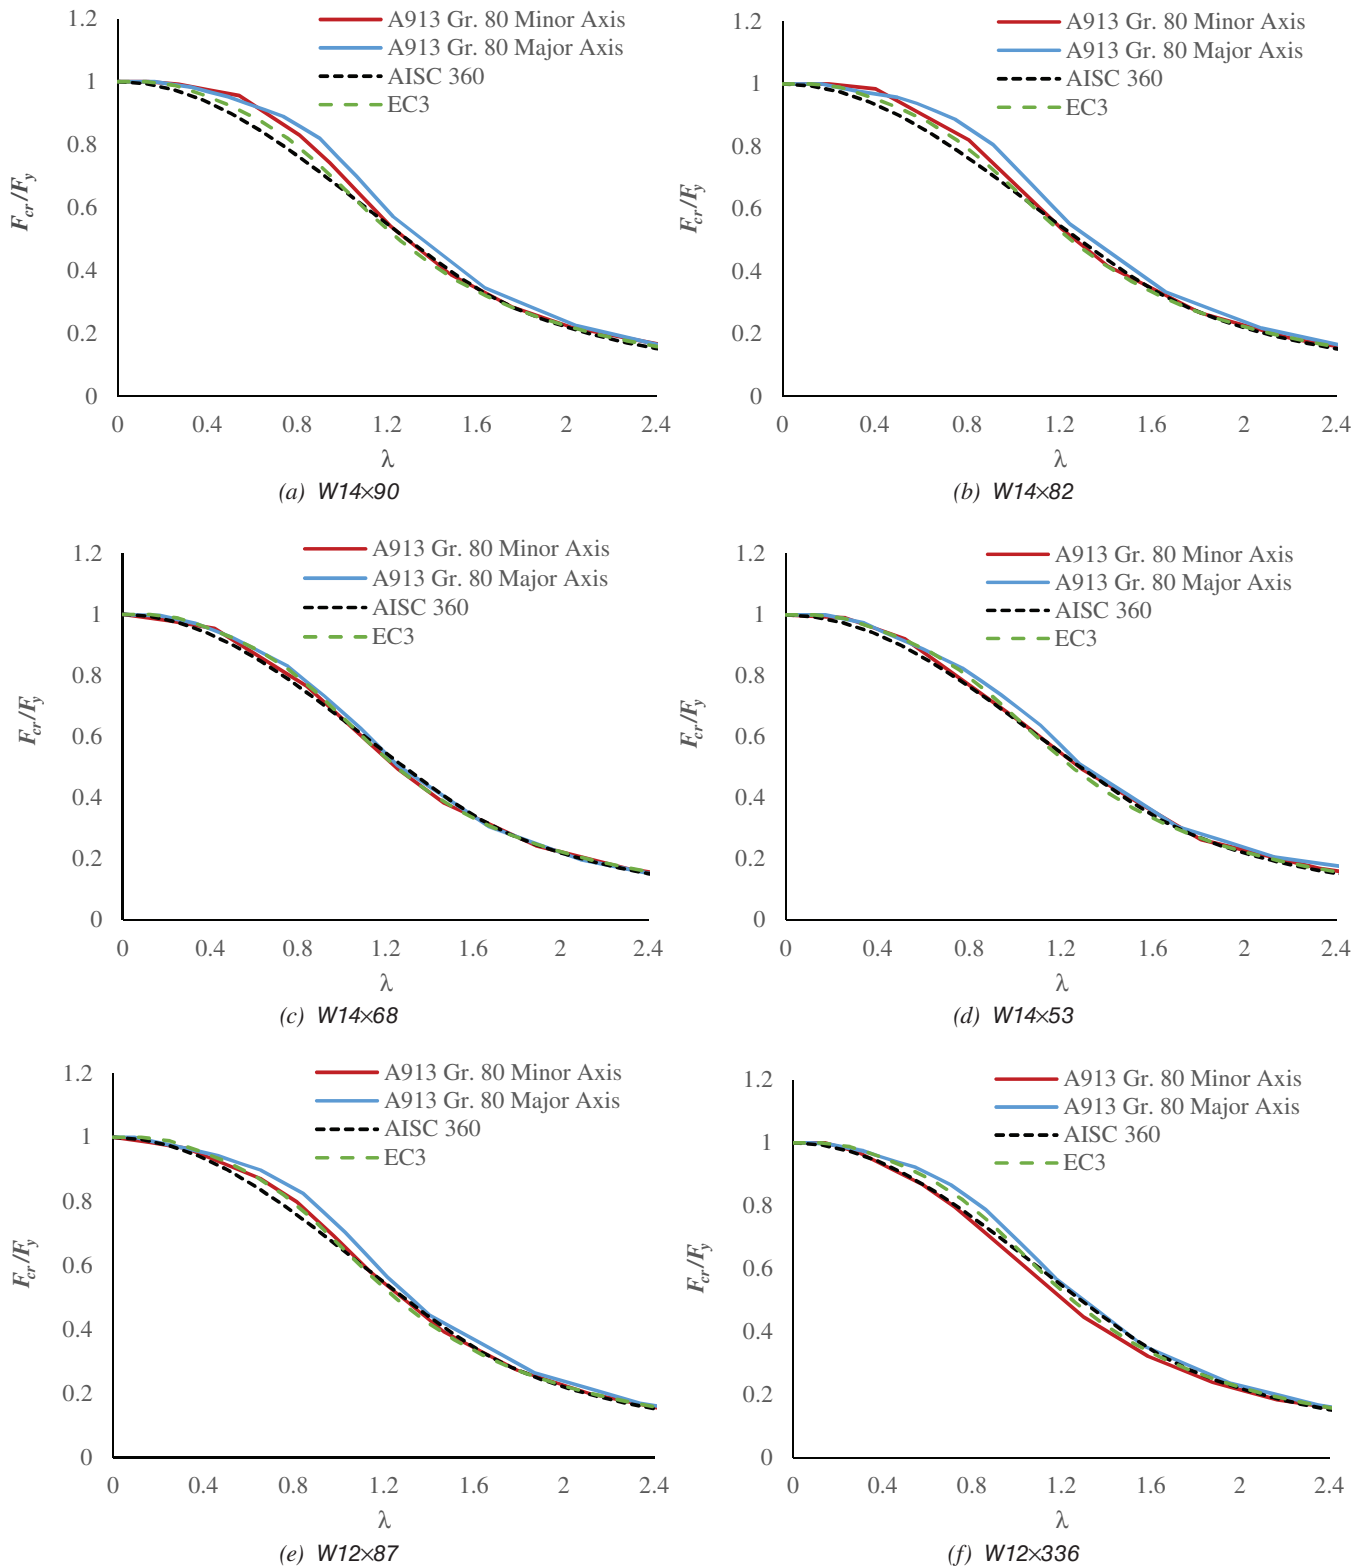 A913 Gr. 80 Minor Axis
A913 Gr. 80 Major Axis
AISC 360
EC3
1.2
1
0.8
0.6
0.4
0.2
0
F_cr/F_y
0 0.4 0.8 1.2 1.6 2 2.4
λ
(a) W14×90
A913 Gr. 80 Minor Axis
A913 Gr. 80 Major Axis
AISC 360
EC3
1.2
1
0.8
0.6
0.4
0.2
0
F_cr/F_y
0 0.4 0.8 1.2 1.6 2 2.4
λ
(b) W14×82
A913 Gr. 80 Minor Axis
A913 Gr. 80 Major Axis
AISC 360
EC3
1.2
1
0.8
0.6
0.4
0.2
0
F_cr/F_y
0 0.4 0.8 1.2 1.6 2 2.4
λ
(c) W14×68
A913 Gr. 80 Minor Axis
A913 Gr. 80 Major Axis
AISC 360
EC3
1.2
1
0.8
0.6
0.4
0.2
0
F_cr/F_y
0 0.4 0.8 1.2 1.6 2 2.4
λ
(d) W14×53
A913 Gr. 80 Minor Axis
A913 Gr. 80 Major Axis
AISC 360
EC3
1.2
1
0.8
0.6
0.4
0.2
0
F_cr/F_y
0 0.4 0.8 1.2 1.6 2 2.4
λ
(e) W12×87
A913 Gr. 80 Minor Axis
A913 Gr. 80 Major Axis
AISC 360
EC3
1.2
1
0.8
0.6
0.4
0.2
0
F_cr/F_y
0 0.4 0.8 1.2 1.6 2 2.4
λ
(f) W12×336